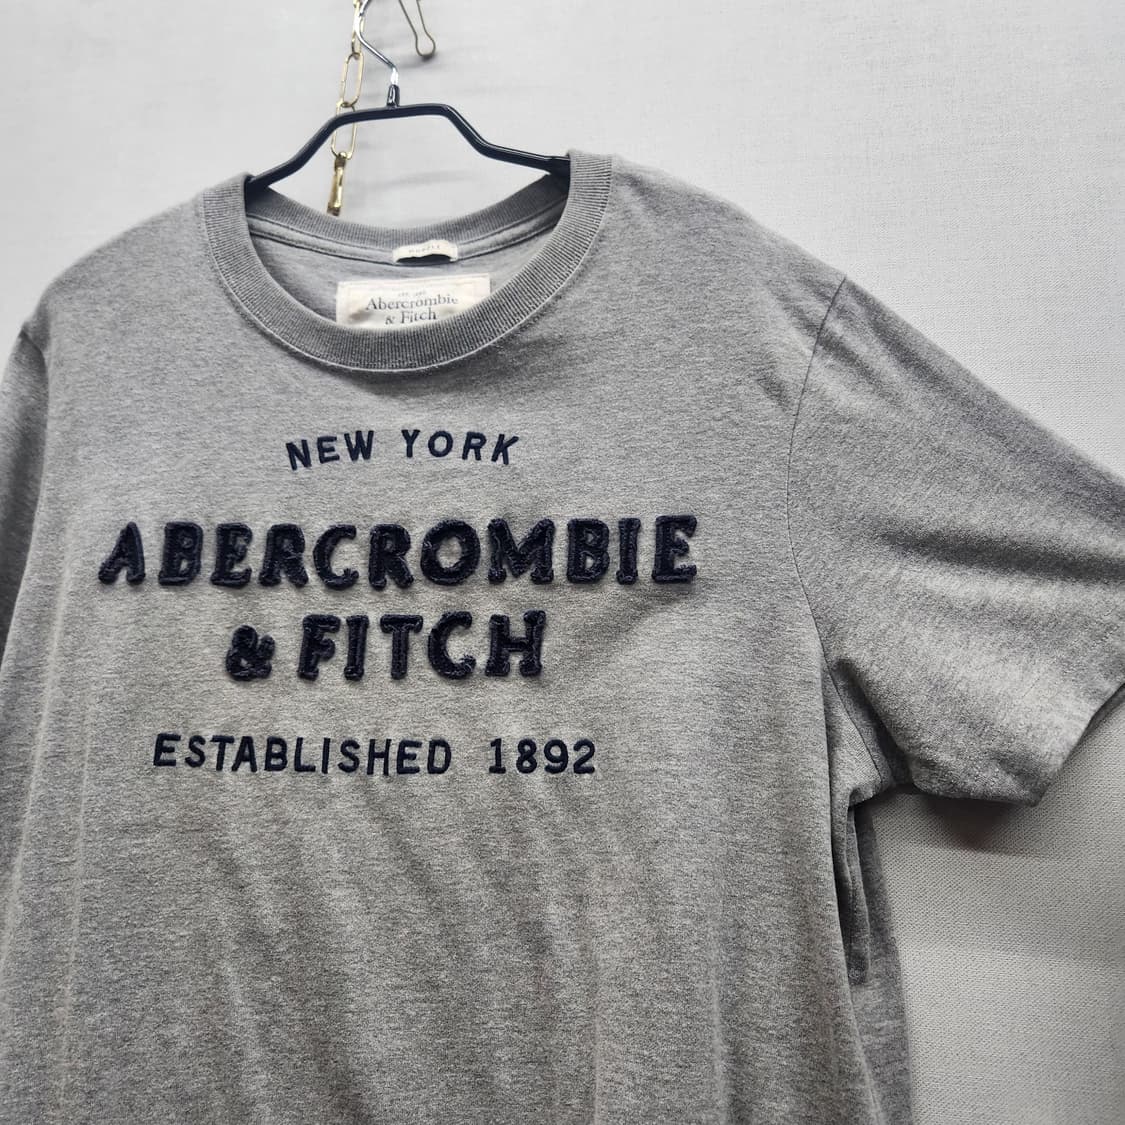 Abercrombie
& Fitch
NEW YORK
ABERCROMBIE
& FITCH
ESTABLISHED 1892